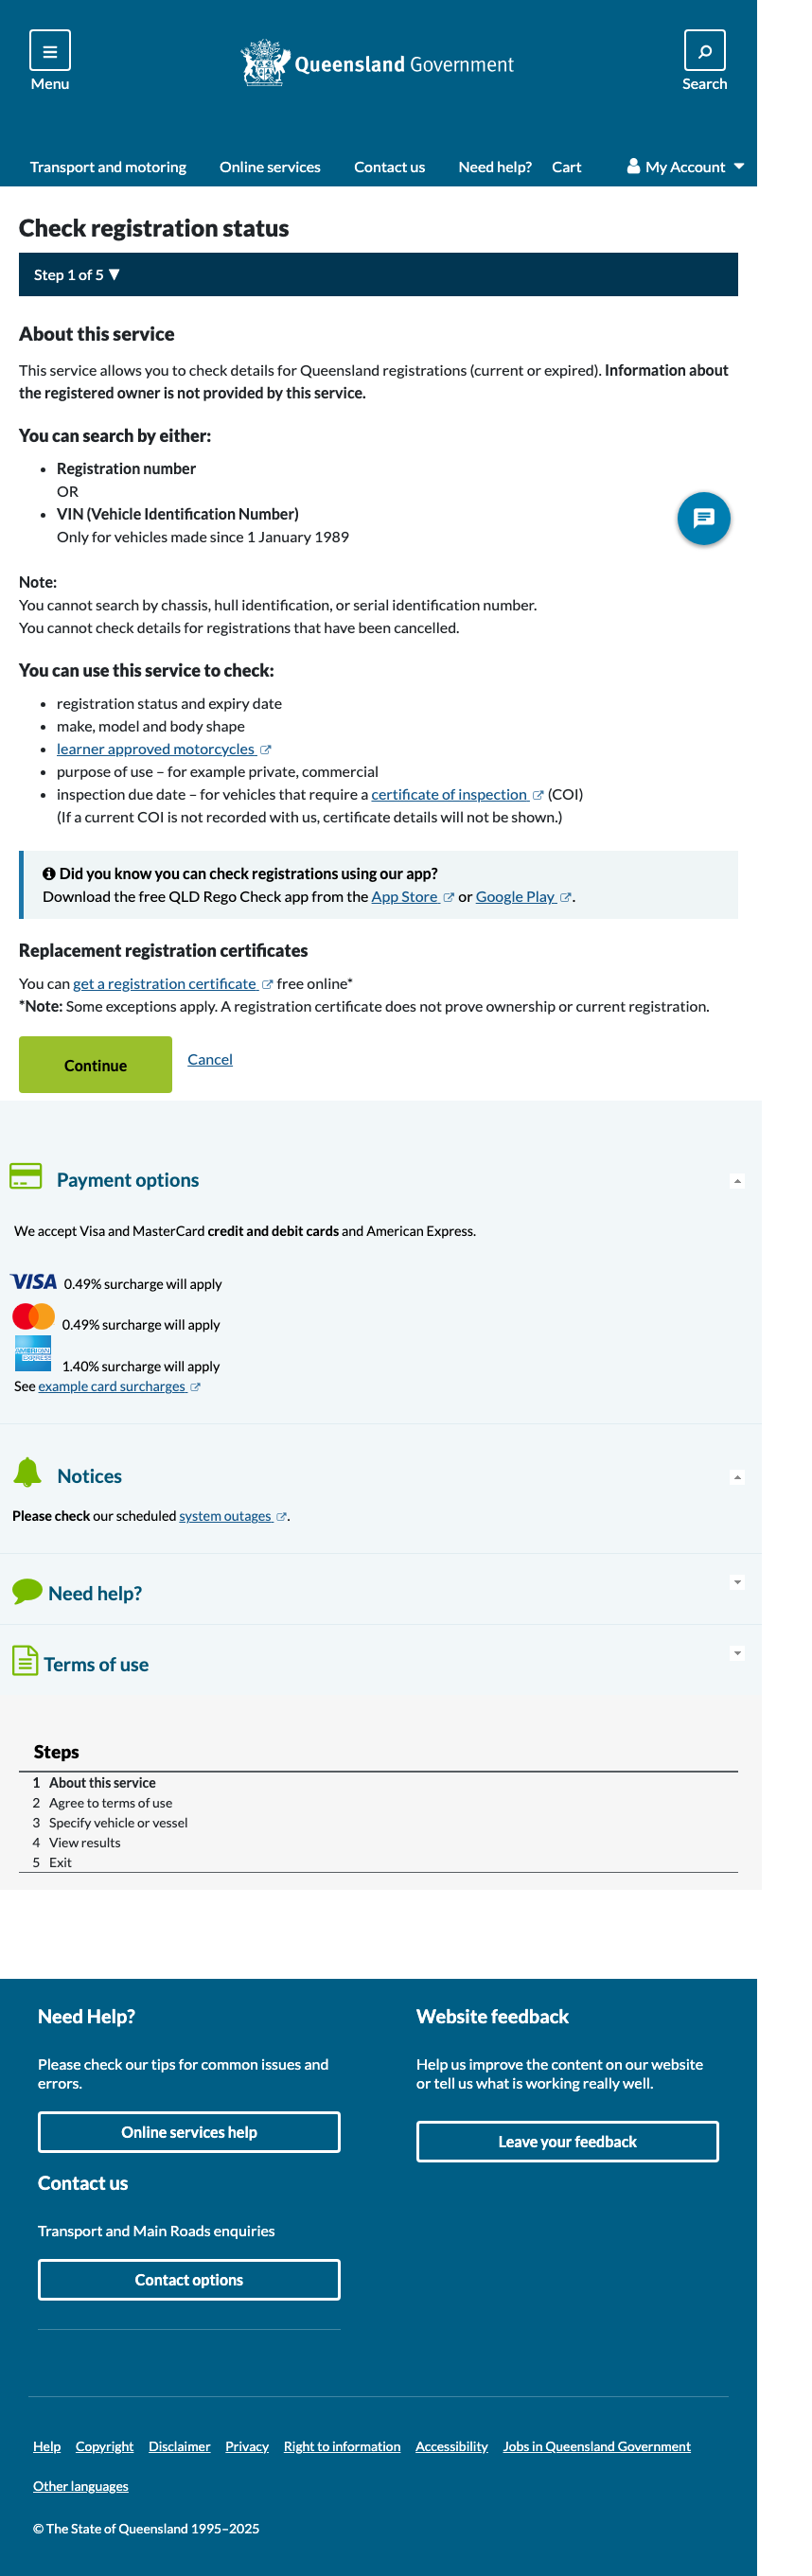 Menu
Queensland Government
Search
Transport and motoring Online services Contact us Need help? Cart My Account
Check registration status
Step 1 of 5 ▼
About this service
This service allows you to check details for Queensland registrations (current or expired). Information about
the registered owner is not provided by this service.
You can search by either:
• Registration number
OR
• VIN (Vehicle Identification Number)
Only for vehicles made since 1 January 1989
Note:
You cannot search by chassis, hull identification, or serial identification number.
You cannot check details for registrations that have been cancelled.
You can use this service to check:
• registration status and expiry date
• make, model and body shape
• learner approved motorcycles
• purpose of use – for example private, commercial
• inspection due date – for vehicles that require a certificate of inspection (COI)
(If a current COI is not recorded with us, certificate details will not be shown.)
Did you know you can check registrations using our app?
Download the free QLD Rego Check app from the App Store or Google Play .
Replacement registration certificates
You can get a registration certificate free online*
*Note: Some exceptions apply. A registration certificate does not prove ownership or current registration.
Continue Cancel
Payment options
We accept Visa and MasterCard credit and debit cards and American Express.
VISA 0.49% surcharge will apply
0.49% surcharge will apply
AMERICAN EXPRESS 1.40% surcharge will apply
See example card surcharges
Notices
Please check our scheduled system outages .
Need help?
Terms of use
Steps
1 About this service
2 Agree to terms of use
3 Specify vehicle or vessel
4 View results
5 Exit
Need Help?
Please check our tips for common issues and
errors.
Online services help
Contact us
Transport and Main Roads enquiries
Contact options
Website feedback
Help us improve the content on our website
or tell us what is working really well.
Leave your feedback
Help Copyright Disclaimer Privacy Right to information Accessibility Jobs in Queensland Government
Other languages
© The State of Queensland 1995–2025